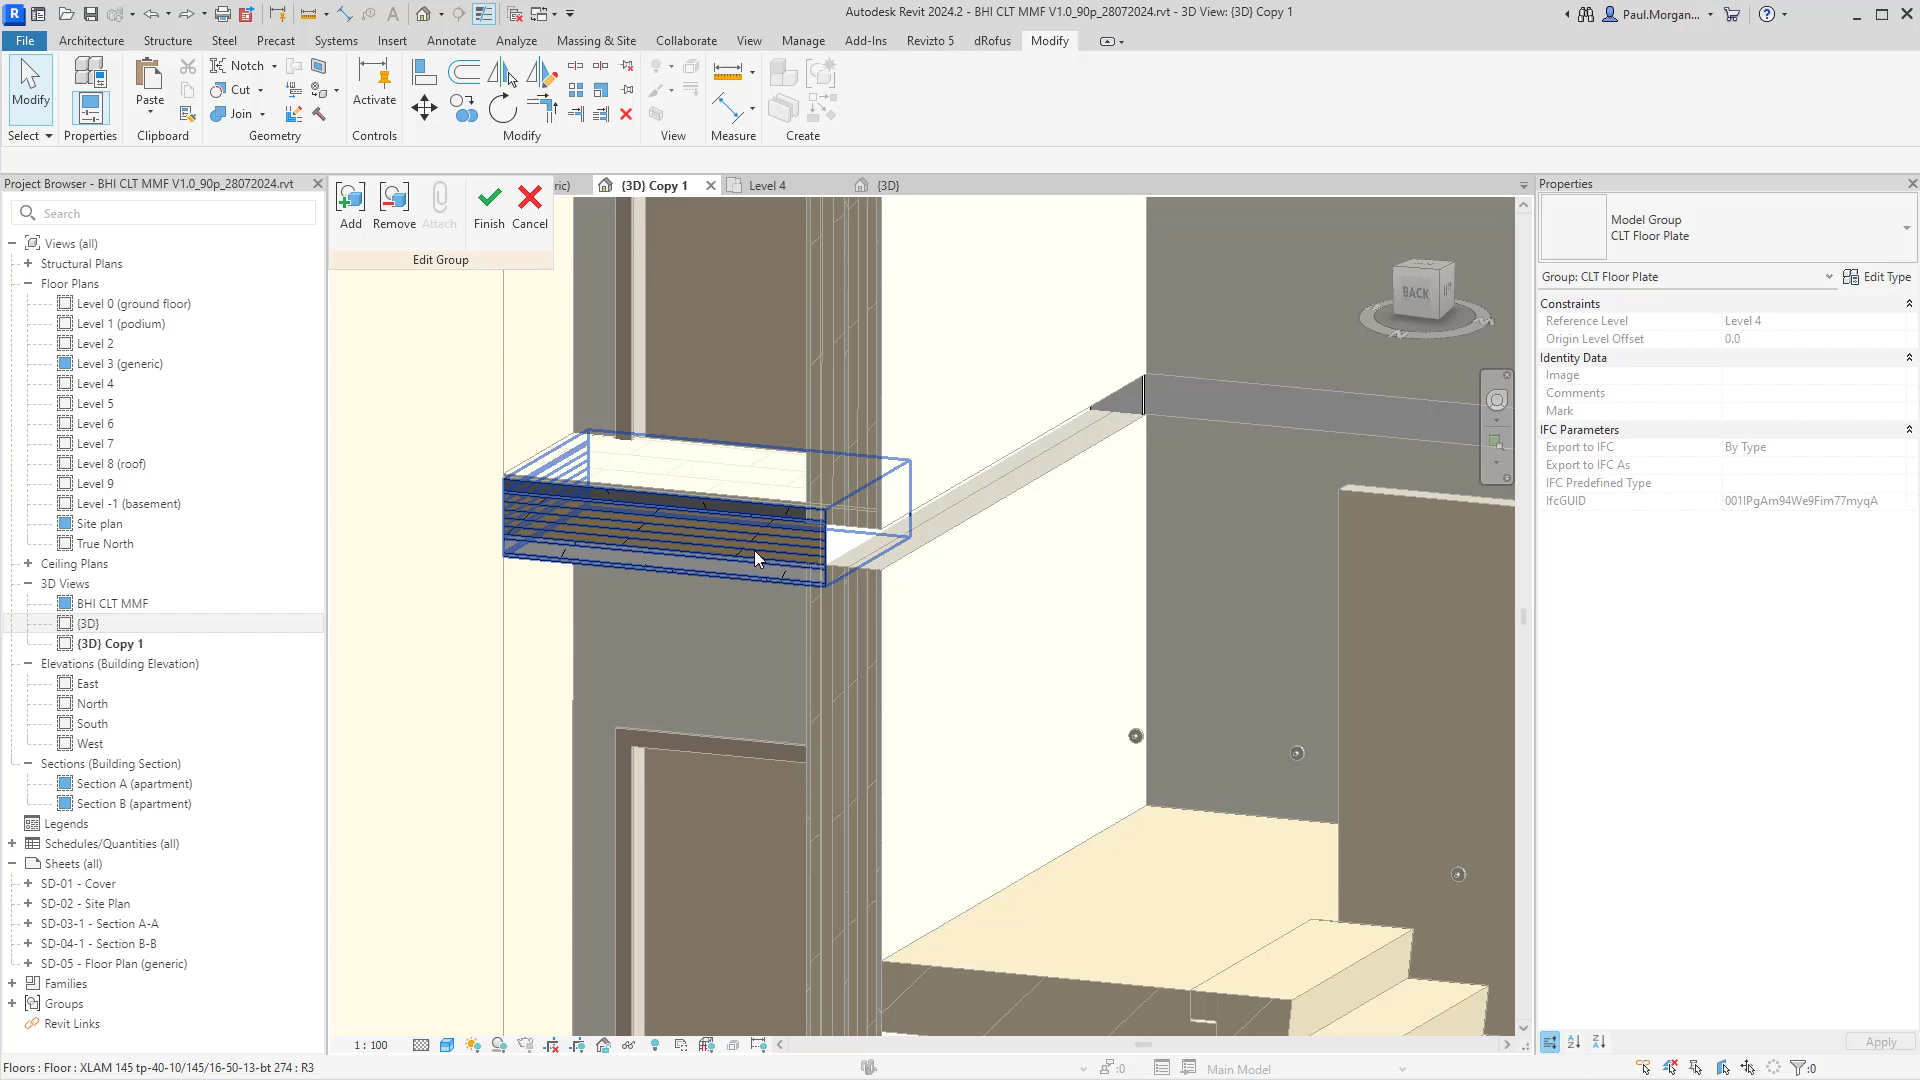 Autodesk Revit 2024.2 - BHI CLT MMF V1.0_90p_28072024.rvt - 3D View: {3D} Copy 1
Paul.Morgan...
File Architecture Structure Steel Precast Systems Insert Annotate Analyze Massing & Site Collaborate View Manage Add-Ins Revizto 5 dRofus Modify
Modify
Paste
Notch
Cut
Join
Activate
Select Properties Clipboard Geometry Controls Modify View Measure Create
Project Browser - BHI CLT MMF V1.0_90p_28072024.rvt
Search
Views (all)
Structural Plans
Floor Plans
Level 0 (ground floor)
Level 1 (podium)
Level 2
Level 3 (generic)
Level 4
Level 5
Level 6
Level 7
Level 8 (roof)
Level 9
Level -1 (basement)
Site plan
True North
Ceiling Plans
3D Views
BHI CLT MMF
{3D}
{3D} Copy 1
Elevations (Building Elevation)
East
North
South
West
Sections (Building Section)
Section A (apartment)
Section B (apartment)
Legends
Schedules/Quantities (all)
Sheets (all)
SD-01 - Cover
SD-02 - Site Plan
SD-03-1 - Section A-A
SD-04-1 - Section B-B
SD-05 - Floor Plan (generic)
Families
Groups
Revit Links
Add Remove Attach Finish Cancel
Edit Group
ric) {3D} Copy 1 Level 4 {3D}
BACK
1 : 100
Properties
Model Group
CLT Floor Plate
Group: CLT Floor Plate Edit Type
Constraints
Reference Level Level 4
Origin Level Offset 0.0
Identity Data
Image
Comments
Mark
IFC Parameters
Export to IFC By Type
Export to IFC As
IFC Predefined Type
IfcGUID 001IPgAm94We9Fim77myqA
Apply
Floors : Floor : XLAM 145 tp-40-10/145/16-50-13-bt 274 : R3
:0
Main Model
:0